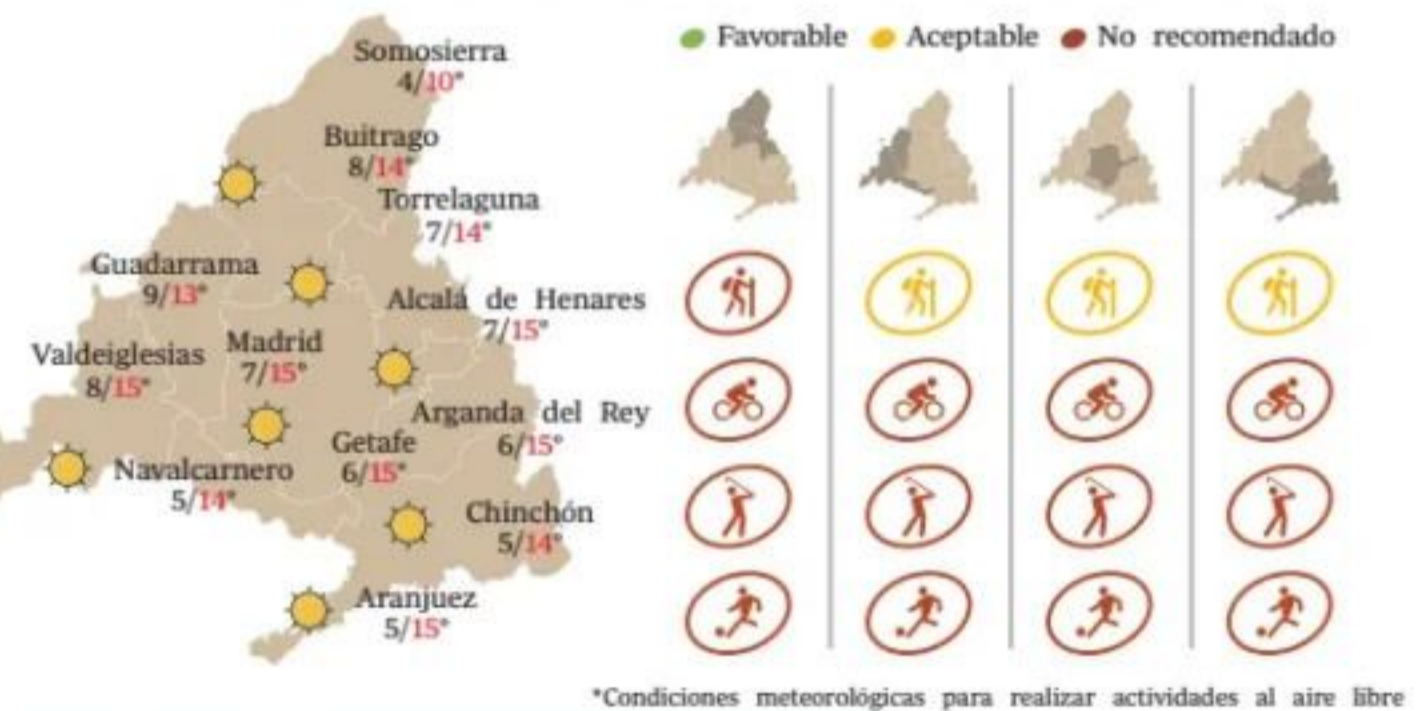 Somosierra
4/10°
Buitrago
8/14°
Torrelaguna
7/14°
Guadarrama
9/13°
Alcalá de Henares
7/15°
Madrid
7/15°
Valdeiglesias
8/15°
Arganda del Rey
6/15°
Getafe
6/15°
Navalcarnero
5/14°
Chinchón
5/14°
Aranjuez
5/15°
Favorable Aceptable No recomendado
*Condiciones meteorológicas para realizar actividades al aire libre